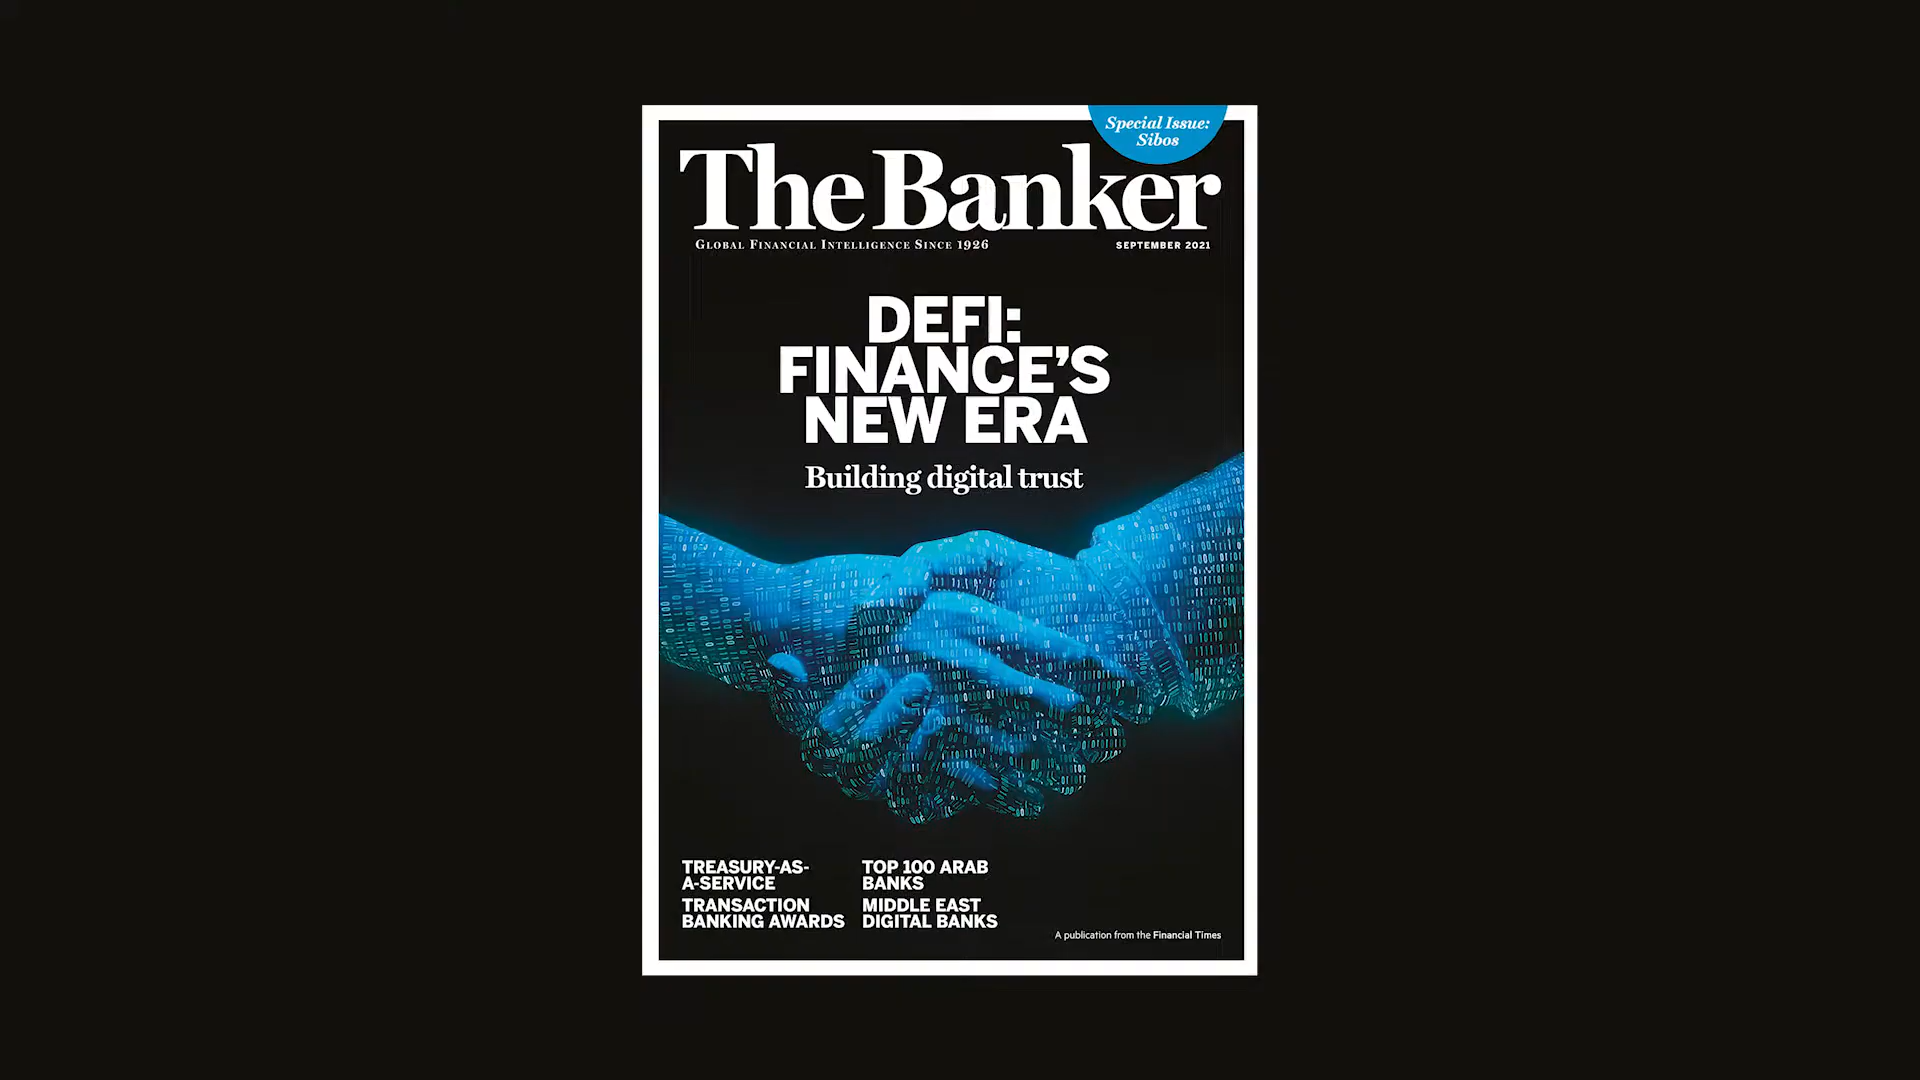 Special Issue:
Sibos
The Banker
GLOBAL FINANCIAL INTELLIGENCE SINCE 1926
SEPTEMBER 2021
DEFI:
FINANCE'S
NEW ERA
Building digital trust
TREASURY-AS-
A-SERVICE
TRANSACTION
BANKING AWARDS
TOP 100 ARAB
BANKS
MIDDLE EAST
DIGITAL BANKS
A publication from the Financial Times